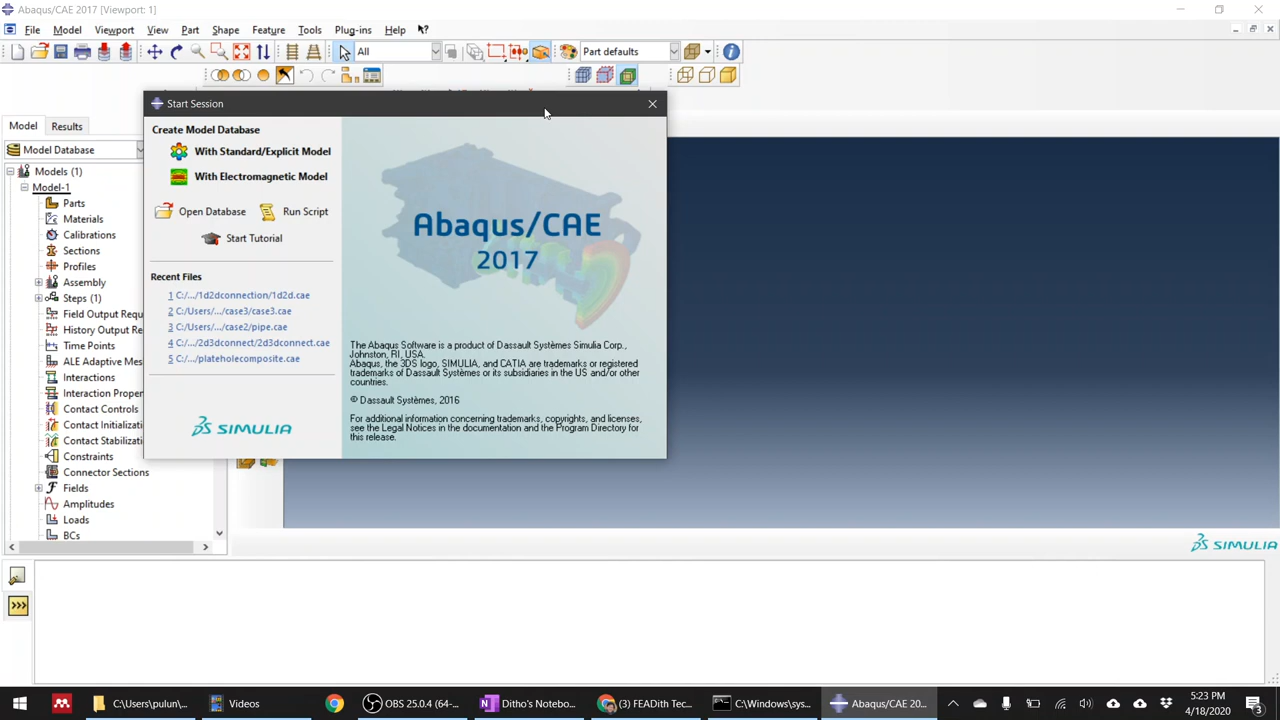 Abaqus/CAE 2017 [Viewport: 1]
File Model Viewport View Part Shape Feature Tools Plug-ins Help
All
Part defaults
Start Session
Model Results
Model Database
Models (1)
Model-1
Parts
Materials
Calibrations
Sections
Profiles
Assembly
Steps (1)
Field Output Requ
History Output Re
Time Points
ALE Adaptive Mes
Interactions
Interaction Proper
Contact Controls
Contact Initializati
Contact Stabilizati
Constraints
Connector Sections
Fields
Amplitudes
Loads
BCs
Create Model Database
With Standard/Explicit Model
With Electromagnetic Model
Open Database Run Script
Start Tutorial
Recent Files
1 C:/.../1d2dconnection/1d2d.cae
2 C:/Users/.../case3/case3.cae
3 C:/Users/.../case2/pipe.cae
4 C:/.../2d3dconnect/2d3dconnect.cae
5 C:/.../plateholecomposite.cae
SIMULIA
Abaqus/CAE
2017
The Abaqus Software is a product of Dassault Systèmes Simulia Corp.,
Johnston, RI, USA.
Abaqus, the 3DS logo, SIMULIA, and CATIA are trademarks or registered
trademarks of Dassault Systèmes or its subsidiaries in the US and/or other
countries.
© Dassault Systèmes, 2016
For additional information concerning trademarks, copyrights, and licenses,
see the Legal Notices in the documentation and the Program Directory for
this release.
SIMULIA
>>>
C:\Users\pulun\... Videos OBS 25.0.4 (64-... Ditho's Notebo... (3) FEADith Tec... C:\Windows\sys... Abaqus/CAE 20...
5:23 PM
4/18/2020
3